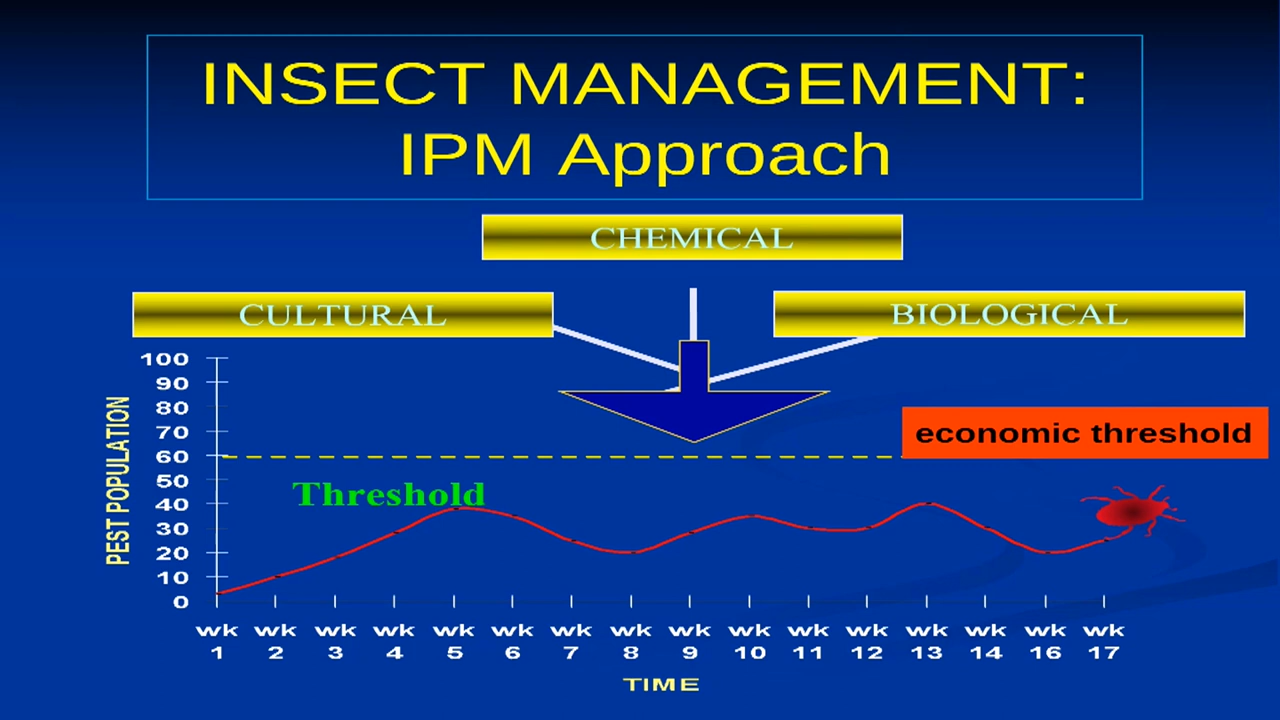 INSECT MANAGEMENT:
IPM Approach
CHEMICAL
CULTURAL
BIOLOGICAL
100
90
80
70
60
50
40
30
20
10
0
PEST POPULATION
economic threshold
Threshold
wk wk wk wk wk wk wk wk wk wk wk wk wk wk wk wk
1 2 3 4 5 6 7 8 9 10 11 12 13 14 16 17
TIME